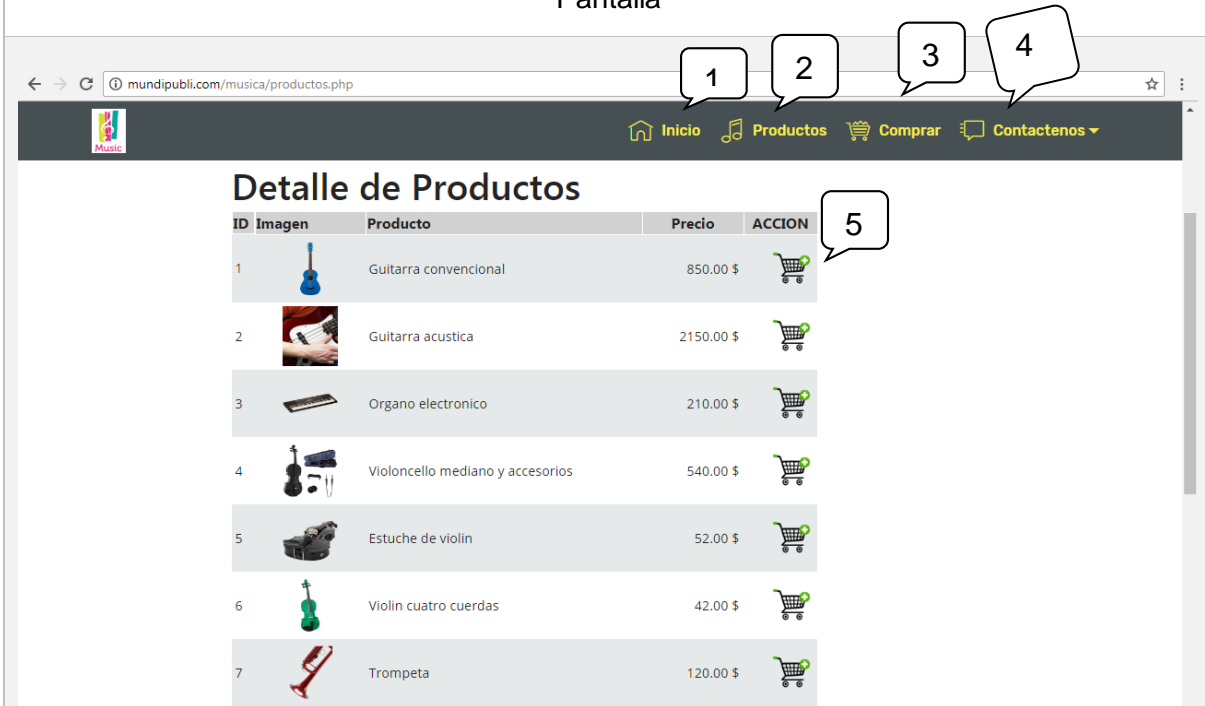 Pantalla
1
2
3
4
mundipubli.com/musica/productos.php
Music
Inicio Productos Comprar Contactenos
Detalle de Productos
5
ID Imagen Producto Precio ACCION
1 Guitarra convencional 850.00 $
2 Guitarra acustica 2150.00 $
3 Organo electronico 210.00 $
4 Violoncello mediano y accesorios 540.00 $
5 Estuche de violin 52.00 $
6 Violin cuatro cuerdas 42.00 $
7 Trompeta 120.00 $